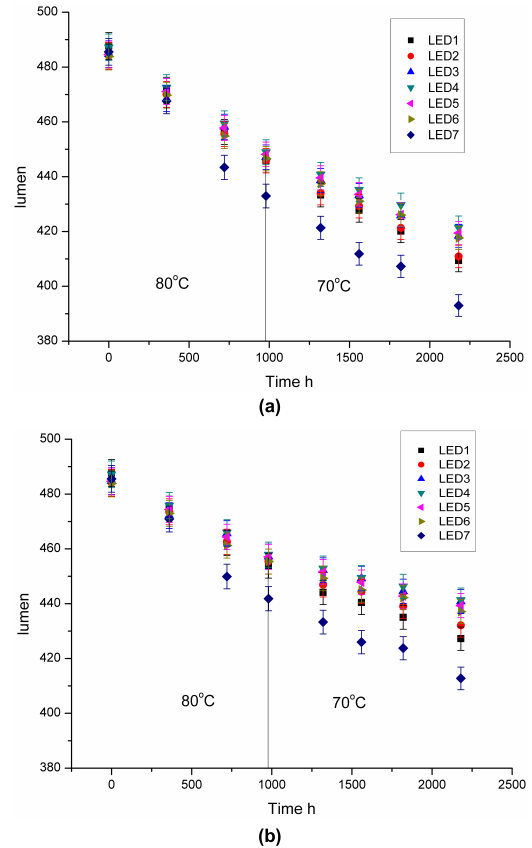 500
480
460
440
420
400
380
lumen
LED1
LED2
LED3
LED4
LED5
LED6
LED7
80°C
70°C
0
500
1000
1500
2000
2500
Time h
(a)
500
480
460
440
420
400
380
lumen
LED1
LED2
LED3
LED4
LED5
LED6
LED7
80°C
70°C
0
500
1000
1500
2000
2500
Time h
(b)